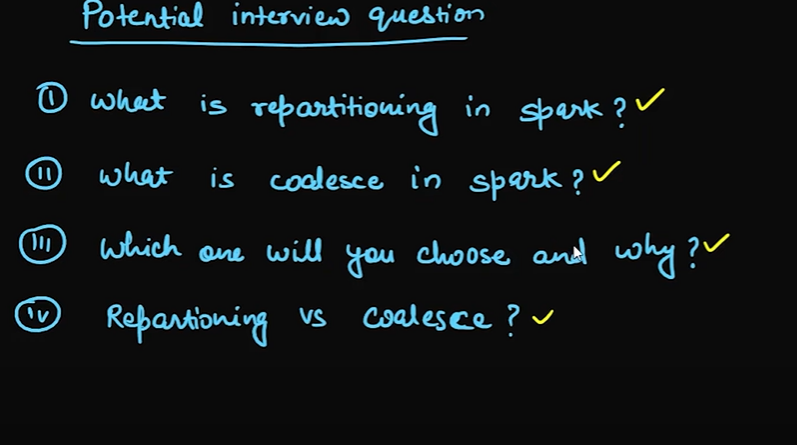 Potential interview question
(i) what is repartitioning in spark?
(ii) what is coalesce in spark?
(iii) which one will you choose and why?
(iv) Repartioning vs coalesce?